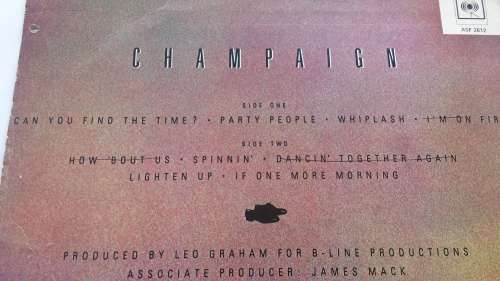 ASF 2612
CHAMPAIGN
SIDE ONE
CAN YOU FIND THE TIME? • PARTY PEOPLE • WHIPLASH • I'M ON FIR
SIDE TWO
HOW 'BOUT US • SPINNIN' • DANCIN' TOGETHER AGAIN
LIGHTEN UP • IF ONE MORE MORNING
PRODUCED BY LEO GRAHAM FOR B-LINE PRODUCTIONS
ASSOCIATE PRODUCER: JAMES MACK